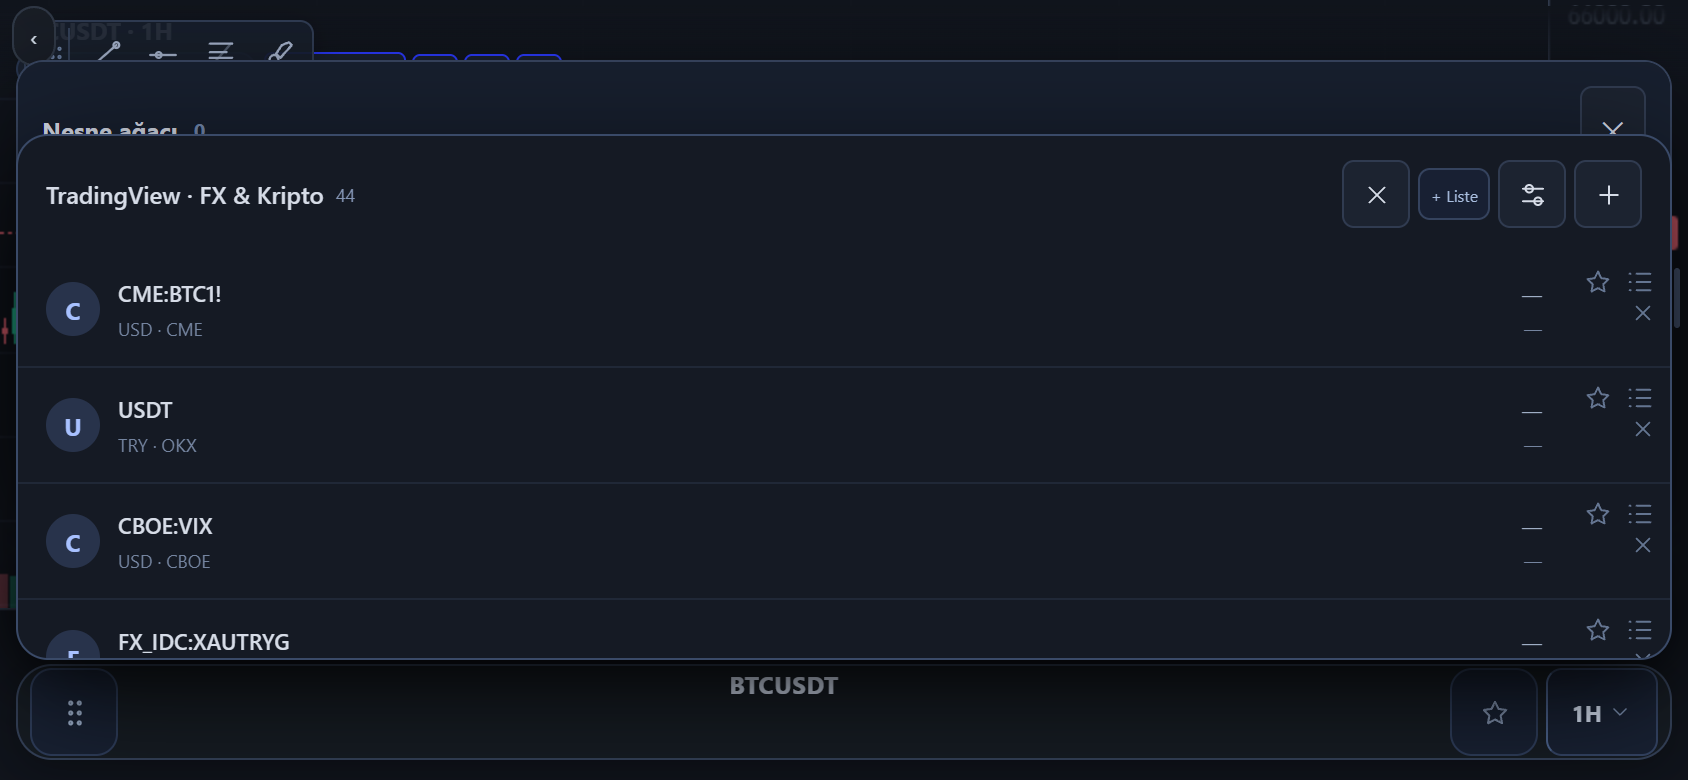 USDT · 1H
66000.00
‹
Nesne ağacı 0
TradingView · FX & Kripto 44
+ Liste
C
CME:BTC1!
USD · CME
—
—
U
USDT
TRY · OKX
—
—
C
CBOE:VIX
USD · CBOE
—
—
F
FX_IDC:XAUTRYG
—
BTCUSDT
1H